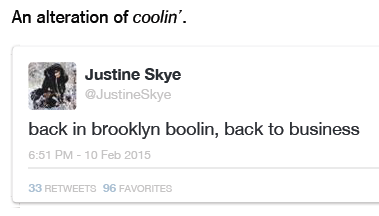 An alteration of coolin'.
Justine Skye
@JustineSkye
back in brooklyn boolin, back to business
6:51 PM - 10 Feb 2015
33 RETWEETS 96 FAVORITES